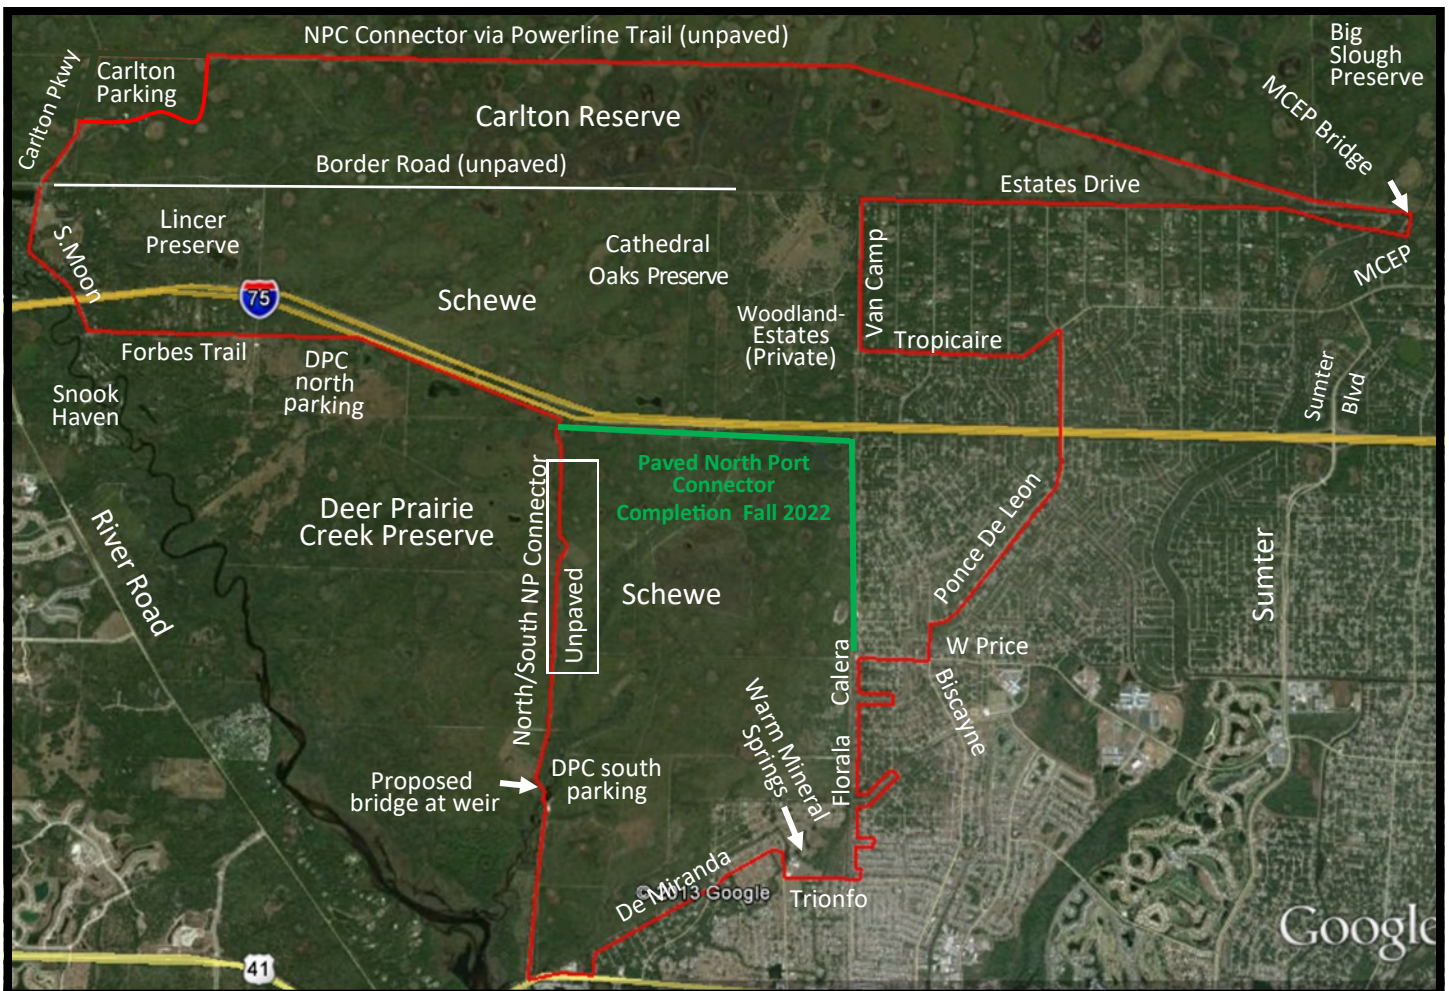 NPC Connector via Powerline Trail (unpaved)
Big
Slough
Preserve
Carlton Pkwy
Carlton
Parking
MCEP Bridge
Carlton Reserve
Border Road (unpaved)
Estates Drive
Lincer
Preserve
S.Moon
Cathedral
Oaks Preserve
Van Camp
MCEP
75
Schewe
Woodland-
Estates
(Private)
Tropicaire
Forbes Trail
DPC
north
parking
Snook
Haven
Sumter
Blvd
Paved North Port
Connector
Completion Fall 2022
Deer Prairie
Creek Preserve
North/South NP Connector
Unpaved
Ponce De Leon
River Road
Schewe
Sumter
Calera
W Price
Biscayne
Warm Mineral
Springs
Florala
Proposed
bridge at weir
DPC south
parking
De Miranda
© 2013 Google
Trionfo
Google
41